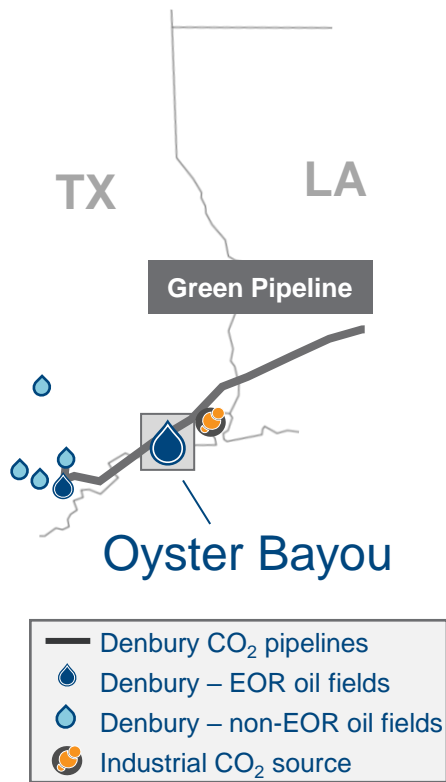 TX
LA
Green Pipeline
Oyster Bayou
Denbury CO₂ pipelines
Denbury – EOR oil fields
Denbury – non-EOR oil fields
Industrial CO₂ source